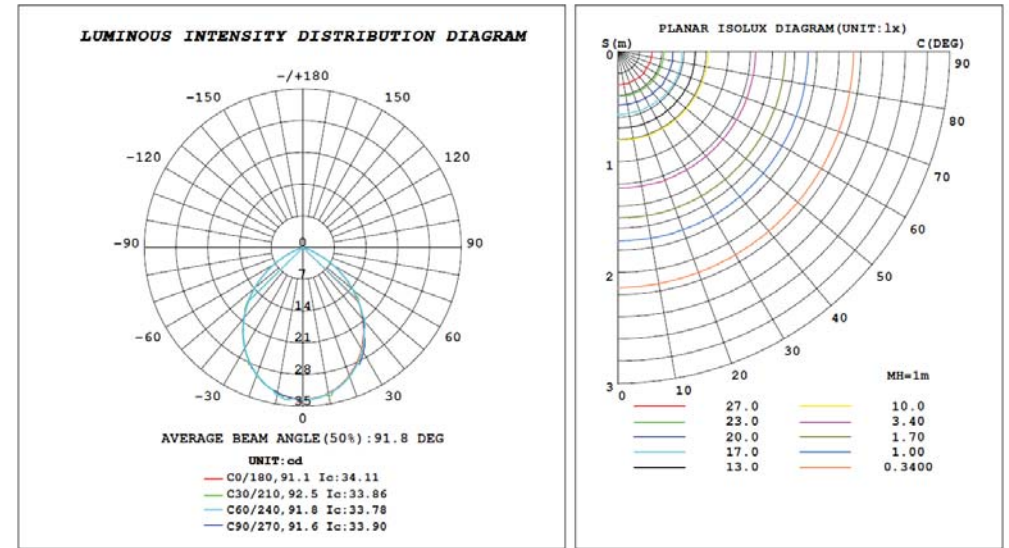 LUMINOUS INTENSITY DISTRIBUTION DIAGRAM
-/+180
-150 150
-120 120
-90 0 90
7
14
-60 21 60
28
-30 35 30
0
AVERAGE BEAM ANGLE(50%):91.8 DEG
UNIT:cd
C0/180,91.1 Ic:34.11
C30/210,92.5 Ic:33.86
C60/240,91.8 Ic:33.78
C90/270,91.6 Ic:33.90
PLANAR ISOLUX DIAGRAM(UNIT:lx)
S(m) C(DEG)
0 90
80
1 70
60
2 50
40
30
3 0 10 20
MH=1m
27.0 10.0
23.0 3.40
20.0 1.70
17.0 1.00
13.0 0.3400